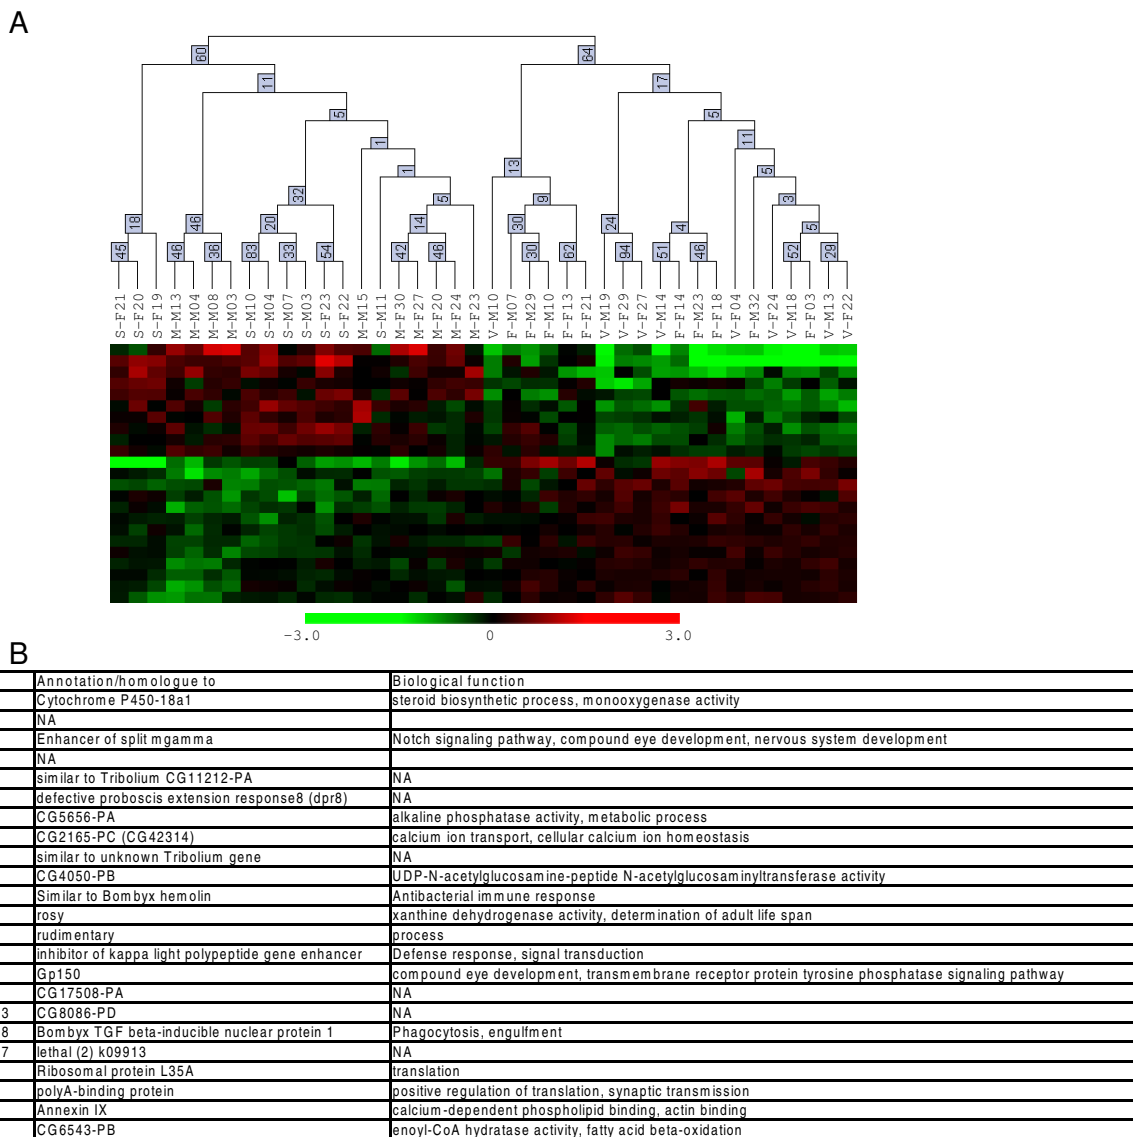 A
60
64
11
17
5
5
1
11
1
13
5
32
5
9
3
18
46
20
14
30
24
4
5
45
46
36
83
33
54
42
46
30
62
94
51
46
52
29
S-F21
S-F20
S-F19
M-M13
M-M04
M-M08
M-M03
S-M10
S-M04
S-M07
S-M03
S-F23
S-F22
M-M15
S-M11
M-F30
M-F27
M-F20
M-F24
M-F23
V-M10
F-M07
F-M29
F-M10
F-F13
F-F21
V-M19
V-F29
V-F27
V-M14
F-F14
F-M23
F-F18
V-F04
F-M32
V-F24
V-M18
F-F03
V-M13
V-F22
-3.0 0 3.0
B
Annotation/homologue to Biological function
Cytochrome P450-18a1 steroid biosynthetic process, monooxygenase activity
NA
Enhancer of split mgamma Notch signaling pathway, compound eye development, nervous system development
NA
similar to Tribolium CG11212-PA NA
defective proboscis extension response8 (dpr8) NA
CG5656-PA alkaline phosphatase activity, metabolic process
CG2165-PC (CG42314) calcium ion transport, cellular calcium ion homeostasis
similar to unknown Tribolium gene NA
CG4050-PB UDP-N-acetylglucosamine-peptide N-acetylglucosaminyltransferase activity
Similar to Bombyx hemolin Antibacterial immune response
rosy xanthine dehydrogenase activity, determination of adult life span
rudimentary process
inhibitor of kappa light polypeptide gene enhancer Defense response, signal transduction
Gp150 compound eye development, transmembrane receptor protein tyrosine phosphatase signaling pathway
CG17508-PA NA
3 CG8086-PD NA
8 Bombyx TGF beta-inducible nuclear protein 1 Phagocytosis, engulfment
7 lethal (2) k09913 NA
Ribosomal protein L35A translation
polyA-binding protein positive regulation of translation, synaptic transmission
Annexin IX calcium-dependent phospholipid binding, actin binding
CG6543-PB enoyl-CoA hydratase activity, fatty acid beta-oxidation